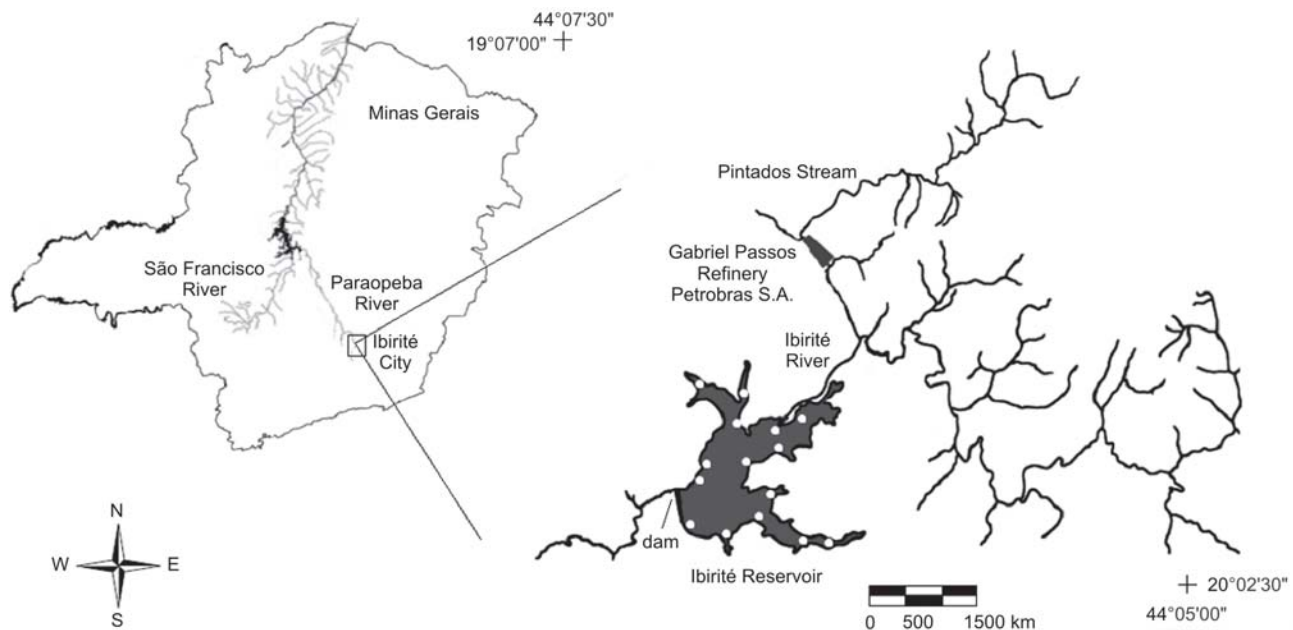 44°07'30"
19°07'00"
Minas Gerais
São Francisco
River
Paraopeba
River
Ibirité
City
Pintados Stream
Gabriel Passos
Refinery
Petrobras S.A.
Ibirité
River
dam
Ibirité Reservoir
N
W
E
S
0 500 1500 km
20°02'30"
44°05'00"